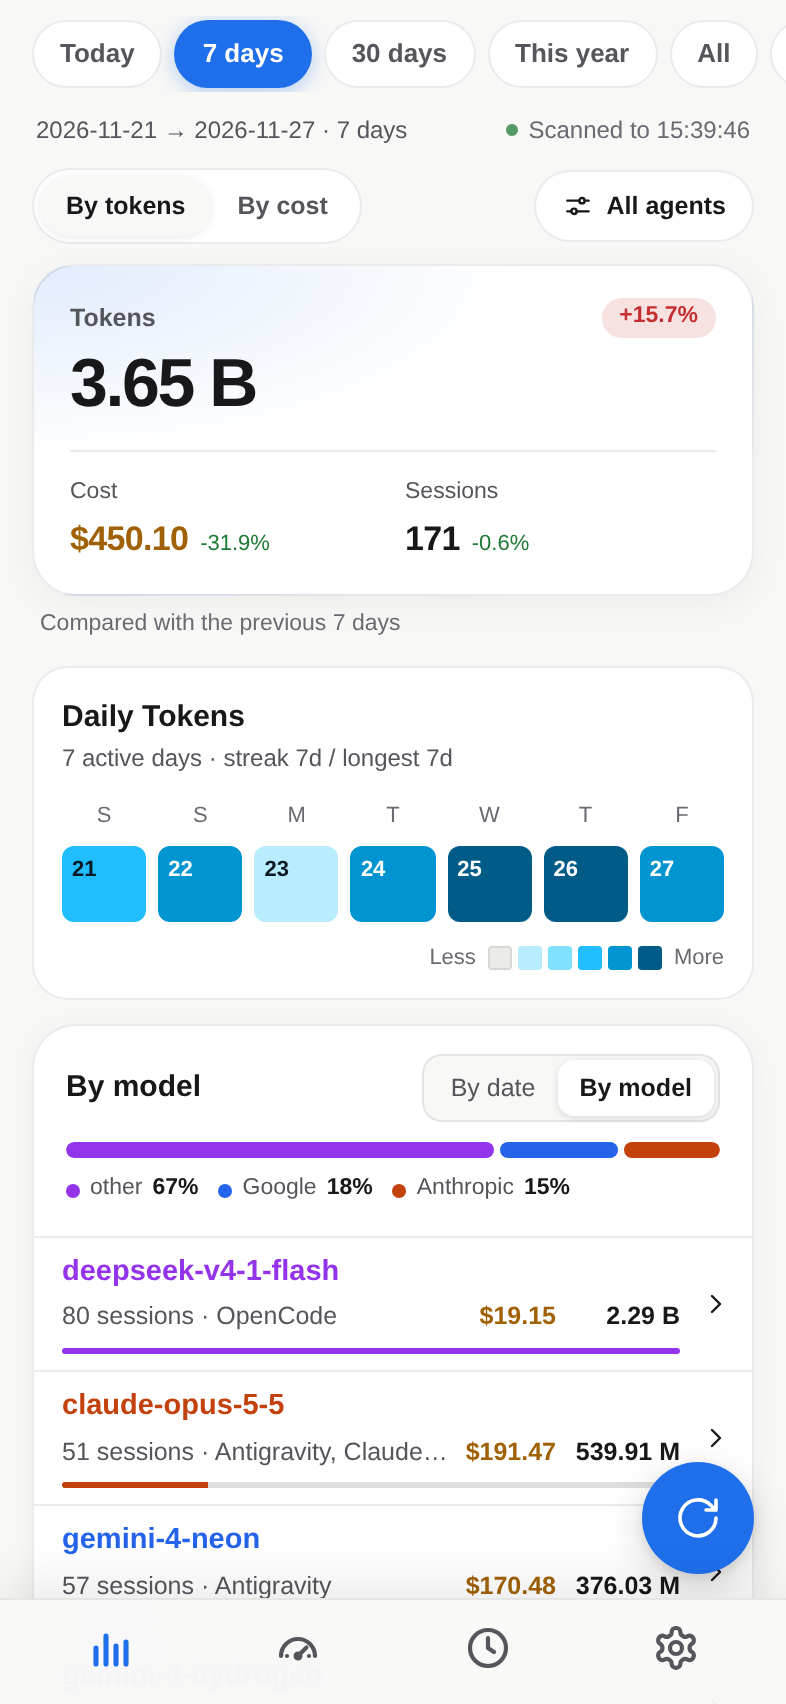 Today 7 days 30 days This year All
2026-11-21 → 2026-11-27 · 7 days Scanned to 15:39:46
By tokens By cost All agents
Tokens +15.7%
3.65 B
Cost Sessions
$450.10 -31.9% 171 -0.6%
Compared with the previous 7 days
Daily Tokens
7 active days · streak 7d / longest 7d
S S M T W T F
21 22 23 24 25 26 27
Less More
By model By date By model
other 67% Google 18% Anthropic 15%
deepseek-v4-1-flash
80 sessions · OpenCode $19.15 2.29 B
claude-opus-5-5
51 sessions · Antigravity, Claude… $191.47 539.91 M
gemini-4-neon
57 sessions · Antigravity $170.48 376.03 M
gemini-4-hydrogen